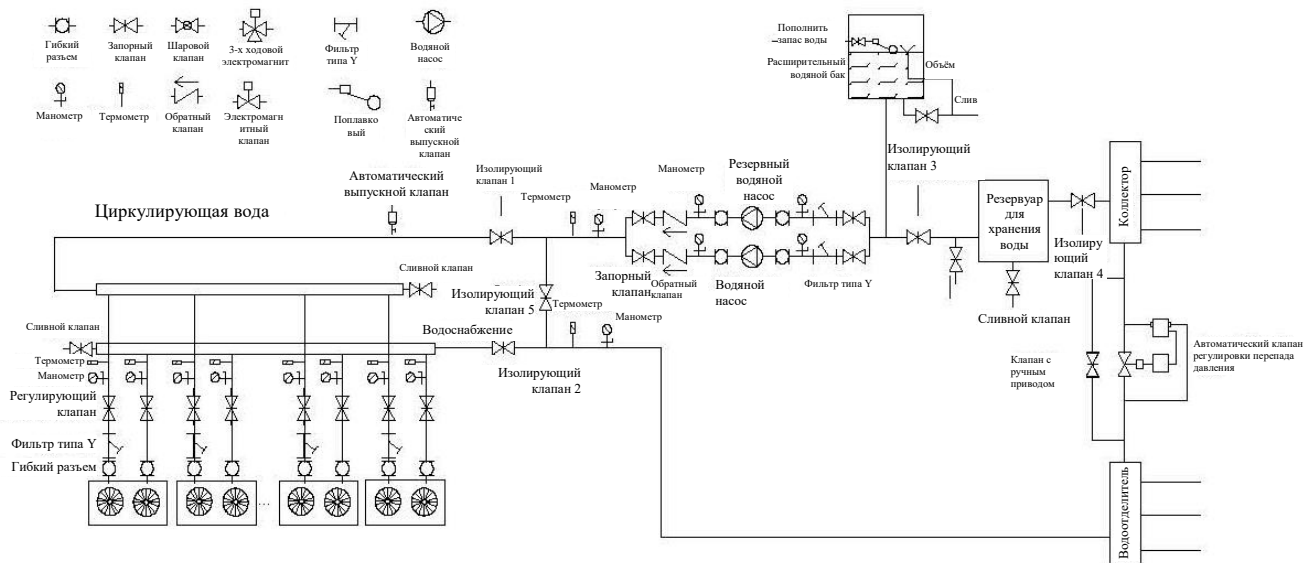 Гибкий
разъем
Запорный
клапан
Шаровой
клапан
3-х ходовой
электромагнит
Фильтр
типа Y
Водяной
насос
Манометр
Термометр
Обратный
клапан
Электромагн
итный
клапан
Поплавко
вый
Автоматиче
ский
выпускной
клапан
Пополнить
запас воды
Расширительный
водяной бак
Объём
Слив
Изолирующий
клапан 3
Автоматический
выпускной клапан
Изолирующий
клапан 1
Термометр
Манометр
Манометр
Резервный
водяной
насос
Циркулирующая вода
Резервуар
для
хранения
воды
Коллектор
Изолиру
ющий
клапан 4
Запорный
клапан
Обратный
клапан
Водяной
насос
Фильтр типа Y
Сливной клапан
Сливной клапан
Изолирующий
клапан 5
Термометр
Манометр
Водоснабжение
Сливной клапан
Изолирующий
клапан 2
Термометр
Манометр
Регулирующий
клапан
Фильтр типа Y
Гибкий разъем
...
Клапан с
ручным
приводом
Автоматический клапан
регулировки перепада
давления
Водоотделитель